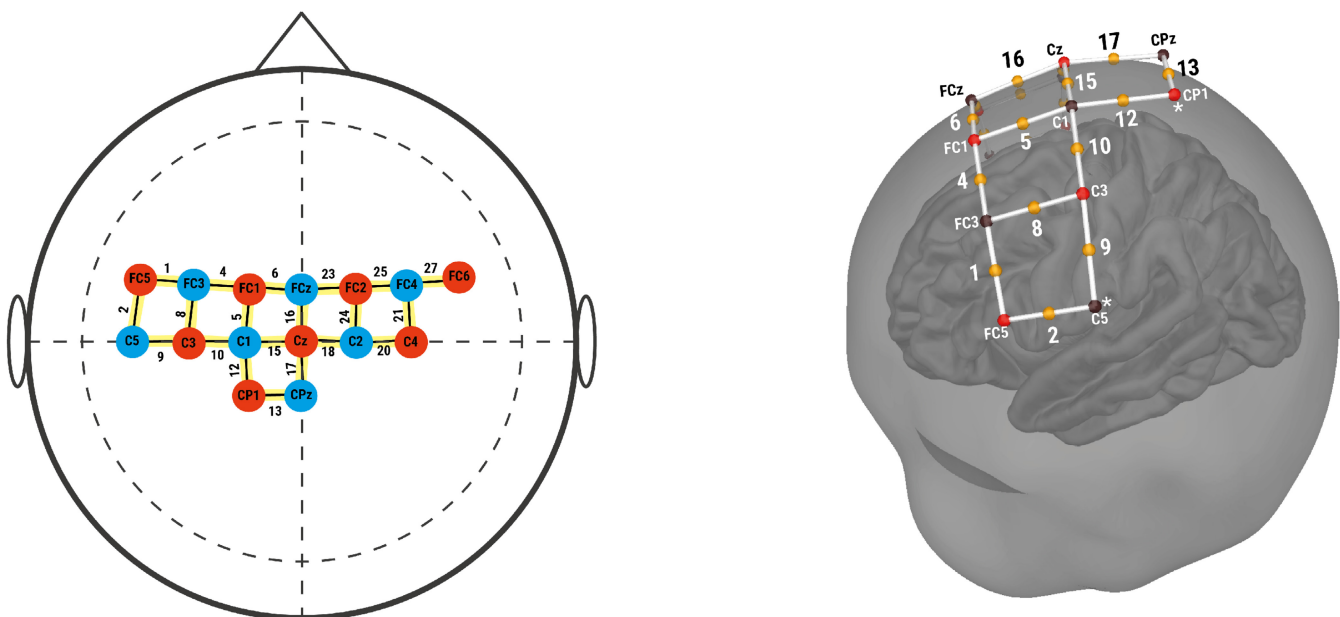 1 4 6 23 25 27
FC5 FC3 FC1 FCz FC2 FC4 FC6
2 8 5 16 24 21
C5 C3 C1 Cz C2 C4
9 10 15 18 20
12 17
CP1 CPz
13
Cz 17 CPz
16
13
FCz 15 CP1
*
6 C1 12
FC1 5
10
4
C3
FC3 8
9
1
C5 *
FC5 2